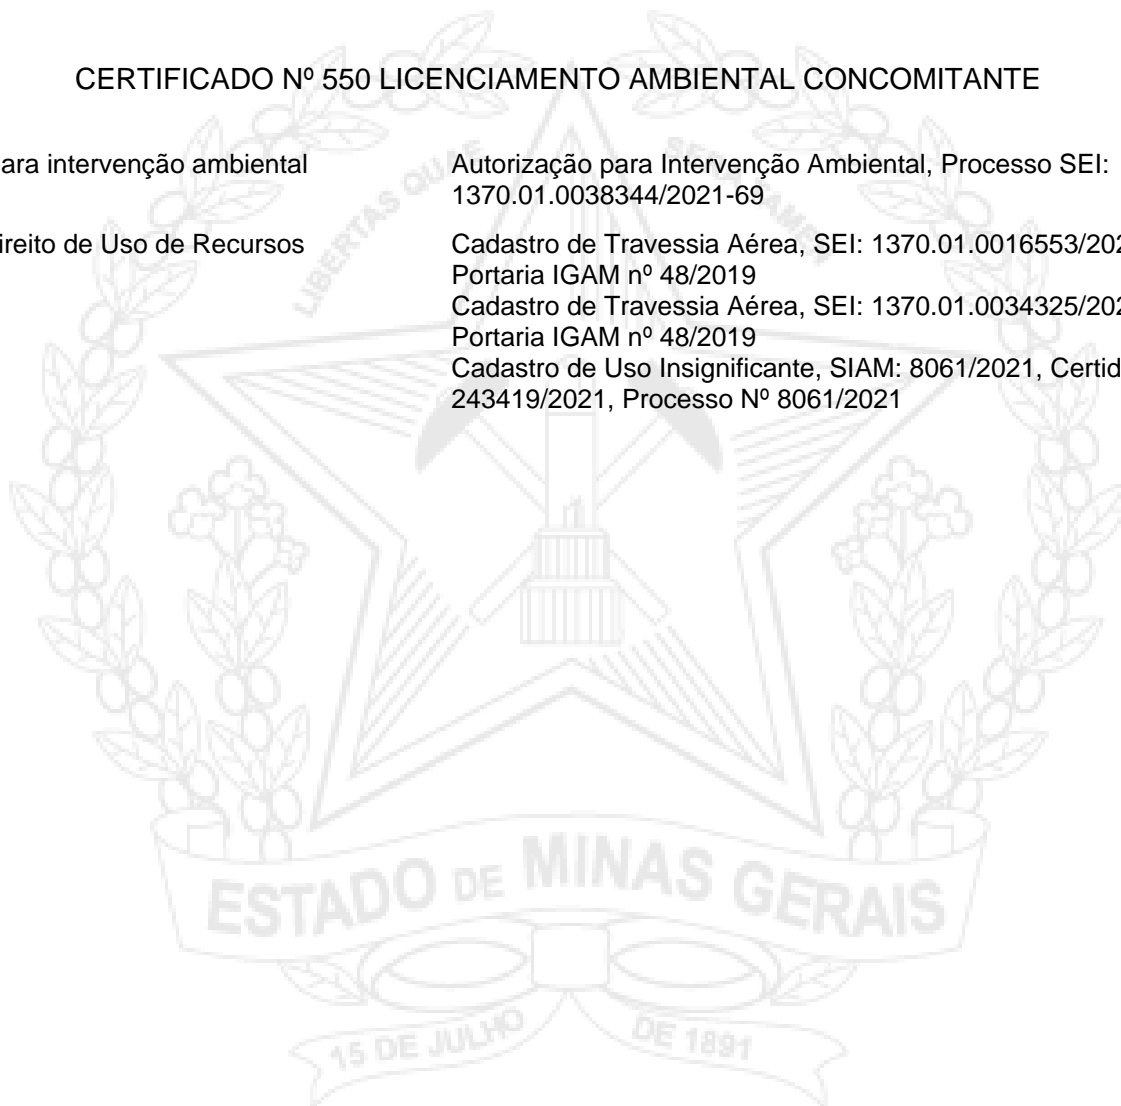 CERTIFICADO Nº 550 LICENCIAMENTO AMBIENTAL CONCOMITANTE
ara intervenção ambiental
Autorização para Intervenção Ambiental, Processo SEI:
1370.01.0038344/2021-69
ireito de Uso de Recursos
Cadastro de Travessia Aérea, SEI: 1370.01.0016553/202
Portaria IGAM nº 48/2019
Cadastro de Travessia Aérea, SEI: 1370.01.0034325/202
Portaria IGAM nº 48/2019
Cadastro de Uso Insignificante, SIAM: 8061/2021, Certid
243419/2021, Processo Nº 8061/2021
LIBERTAS QUÆ SERA TAMEN
ESTADO DE MINAS GERAIS
15 DE JULHO DE 1891